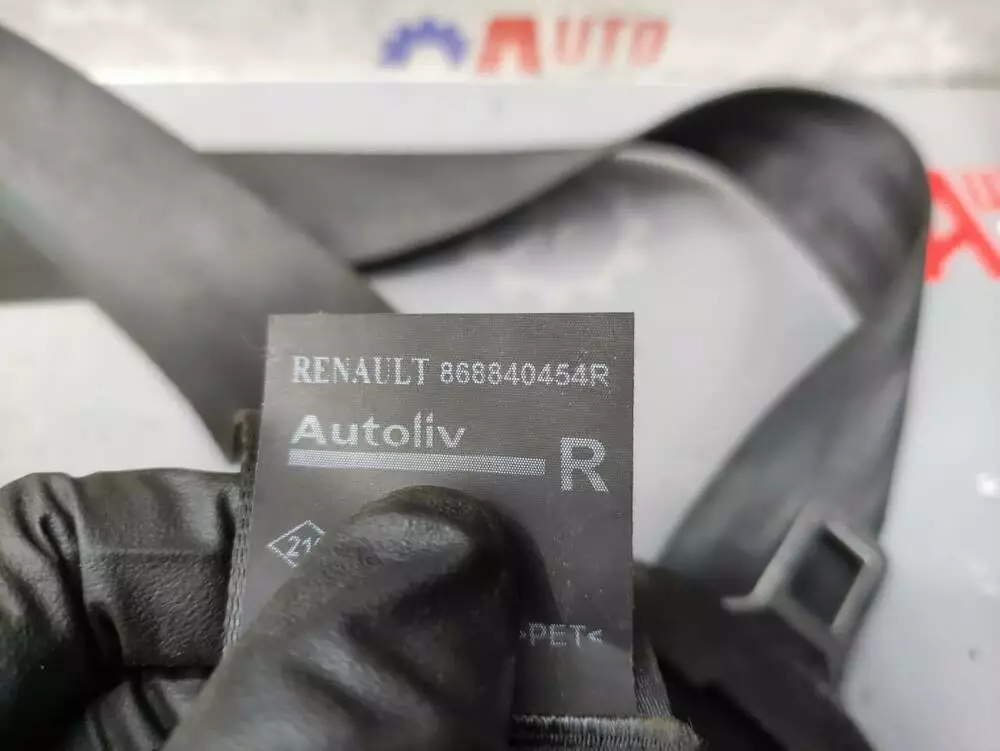 AUTO
RENAULT 868840454R
Autoliv
R
>PET<